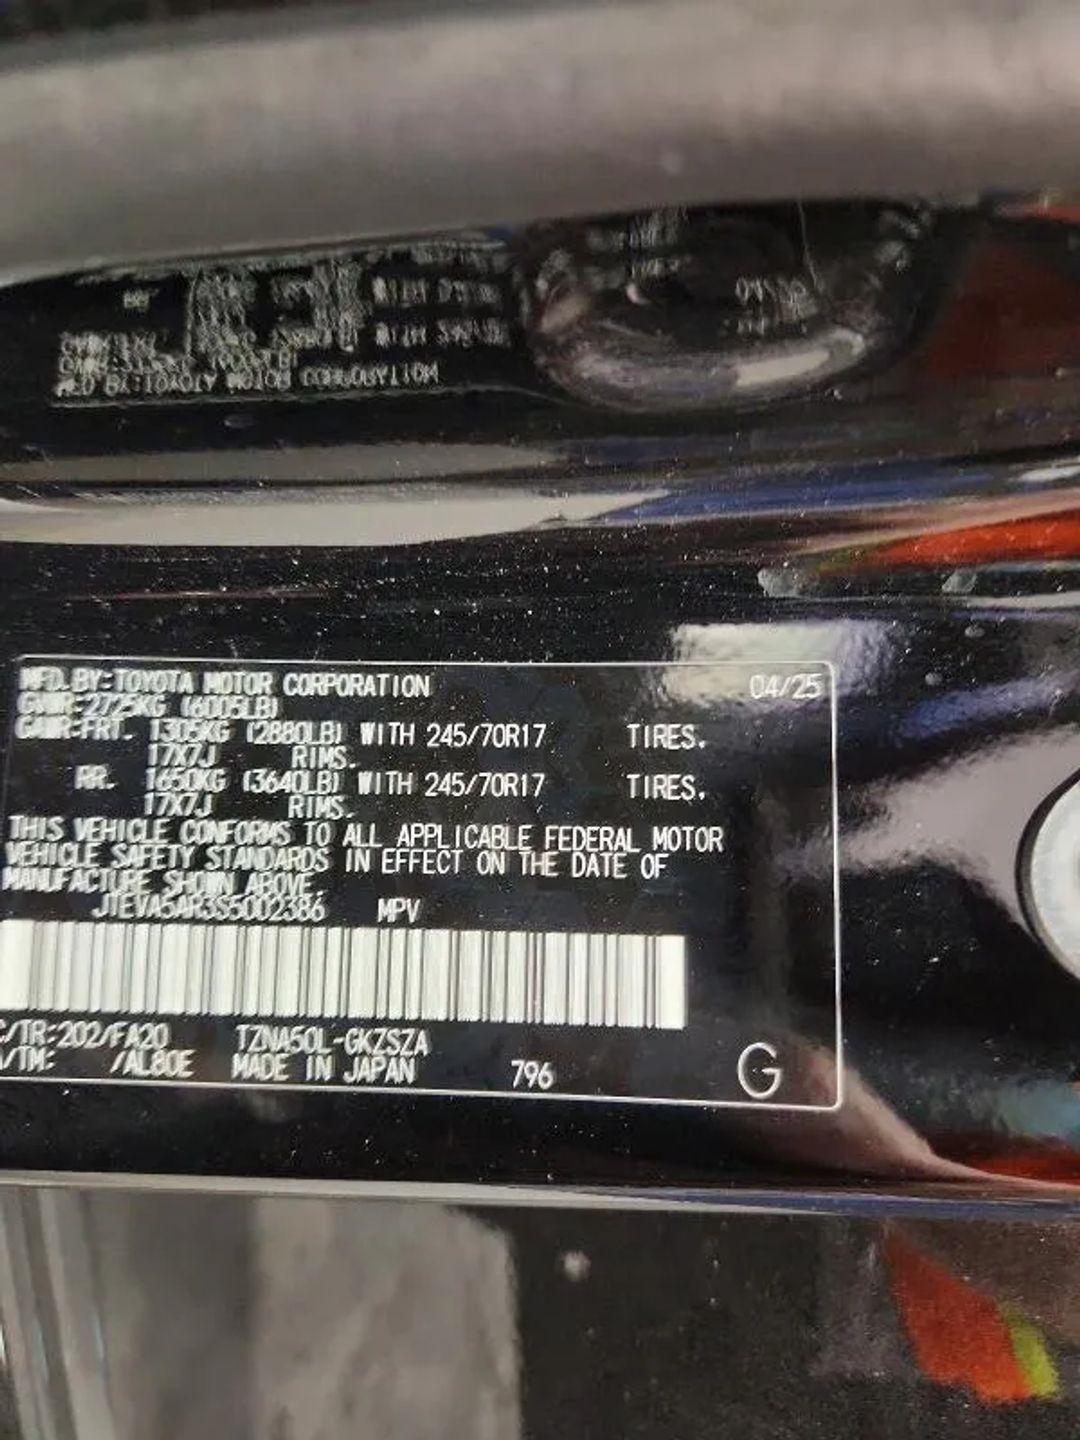 MFD.BY:TOYOTA MOTOR CORPORATION 04/25
GVWR:2725KG (6005LB)
GAWR:FRT. 1305KG (2880LB) WITH 245/70R17 TIRES.
17X7J RIMS.
RR. 1650KG (3640LB) WITH 245/70R17 TIRES.
17X7J RIMS.
THIS VEHICLE CONFORMS TO ALL APPLICABLE FEDERAL MOTOR
VEHICLE SAFETY STANDARDS IN EFFECT ON THE DATE OF
MANUFACTURE SHOWN ABOVE.
JTEVA5AR3S5002386 MPV
C/TR:202/FA20 TZNA50L-GKZSZA
A/TM: /AL80E MADE IN JAPAN 796 G